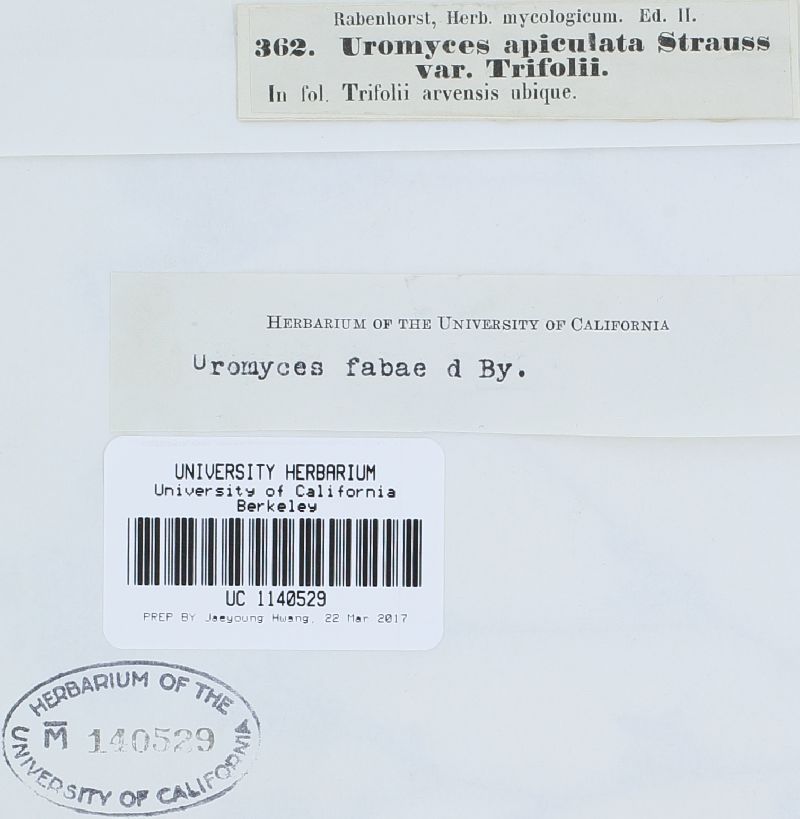 Rabenhorst, Herb. mycologicum. Ed. II.
362. Uromyces apiculata Strauss
var. Trifolii.
In fol. Trifolii arvensis ubique.
HERBARIUM OF THE UNIVERSITY OF CALIFORNIA
Uromyces fabae d By.
UNIVERSITY HERBARIUM
University of California
Berkeley
UC 1140529
PREP BY Jaeyoung Hwang, 22 Mar 2017
HERBARIUM OF THE
M̅ 140529
UNIVERSITY OF CALIFORNIA